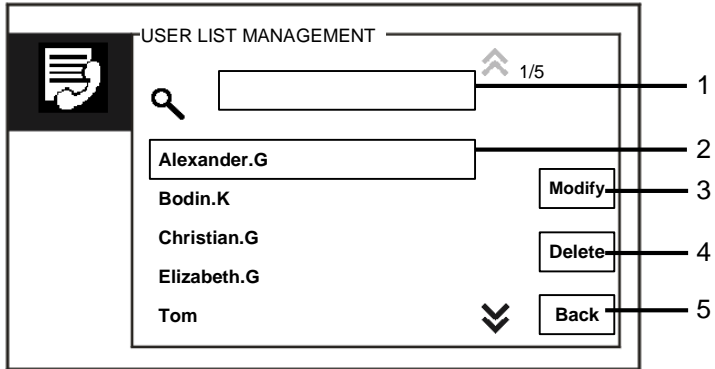 USER LIST MANAGEMENT
1/5
1
Alexander.G
2
Bodin.K
Modify
3
Christian.G
Delete
4
Elizabeth.G
Tom
Back
5